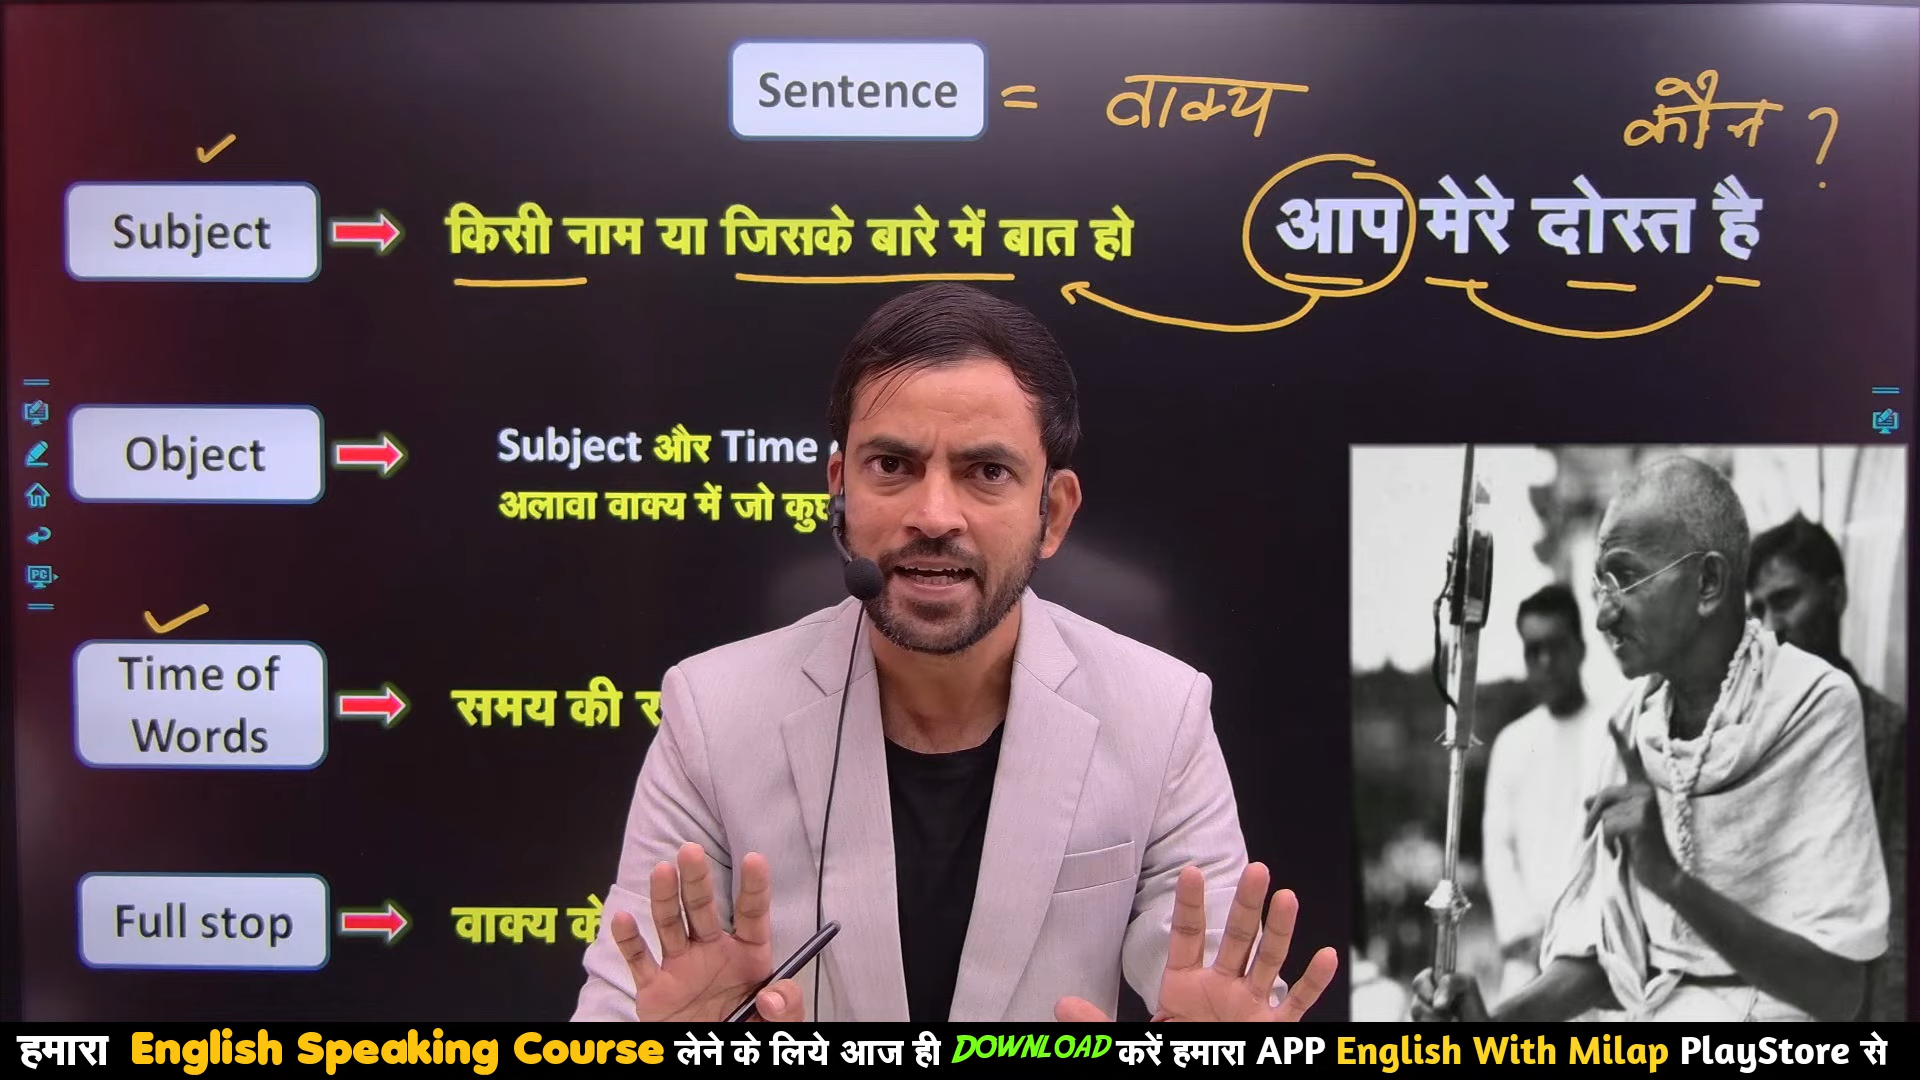 Sentence = वाक्य
कौन ?
Subject
किसी नाम या जिसके बारे में बात हो
आप मेरे दोस्त है
Object
Subject और Time
अलावा वाक्य में जो
Time of
Words
समय की
Full stop
वाक्य
PC
हमारा English Speaking Course लेने के लिये आज ही DOWNLOAD करें हमारा APP English With Milap PlayStore से